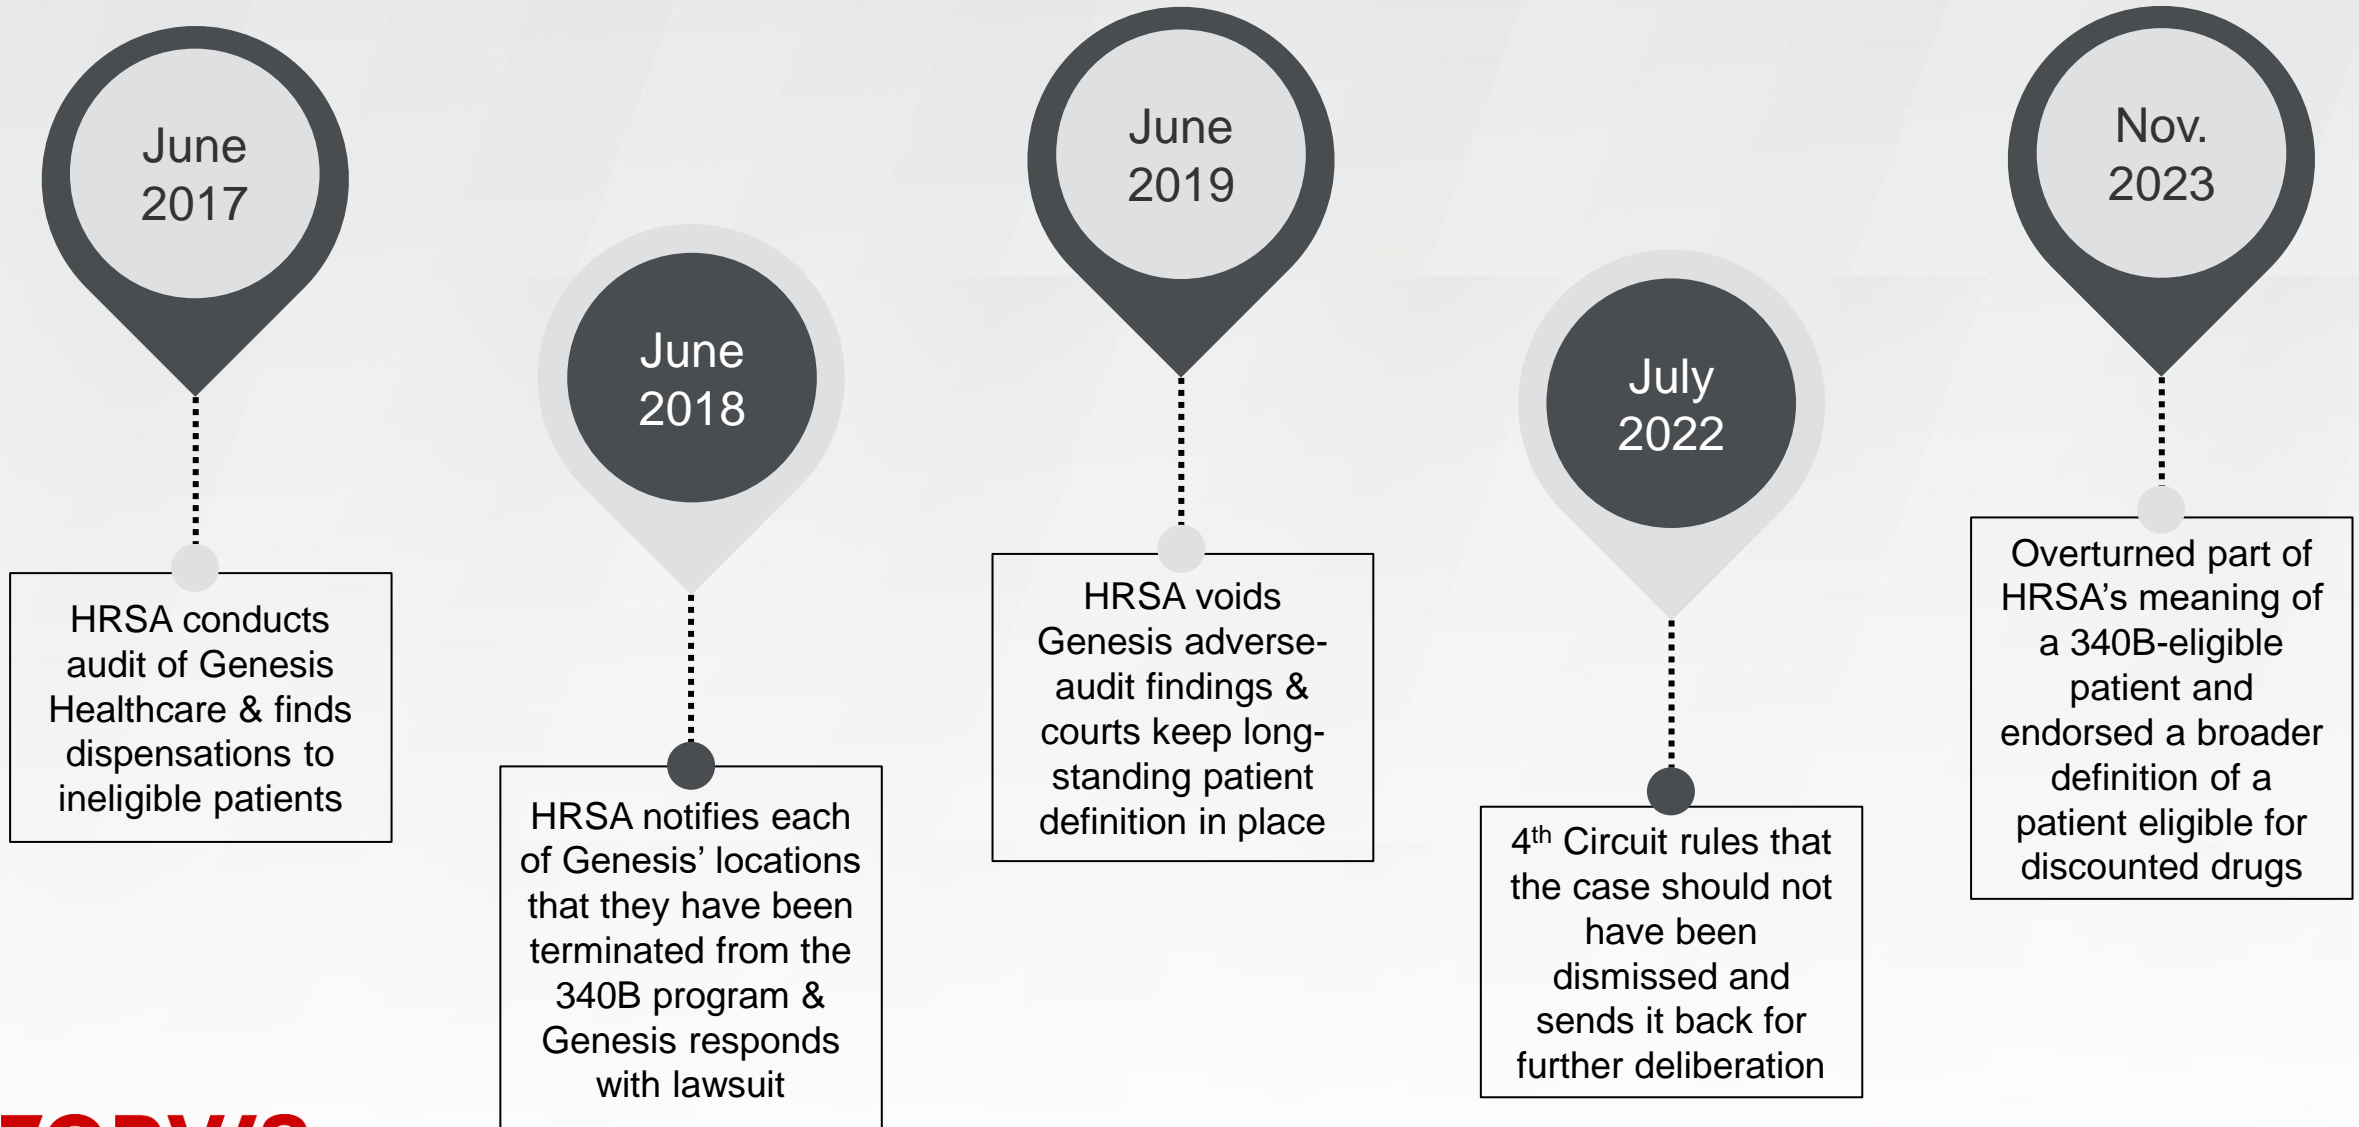 June
2017
HRSA conducts
audit of Genesis
Healthcare & finds
dispensations to
ineligible patients
June
2018
HRSA notifies each
of Genesis’ locations
that they have been
terminated from the
340B program &
Genesis responds
with lawsuit
June
2019
HRSA voids
Genesis adverse-
audit findings &
courts keep long-
standing patient
definition in place
July
2022
4th Circuit rules that
the case should not
have been
dismissed and
sends it back for
further deliberation
Nov.
2023
Overturned part of
HRSA’s meaning of
a 340B-eligible
patient and
endorsed a broader
definition of a
patient eligible for
discounted drugs